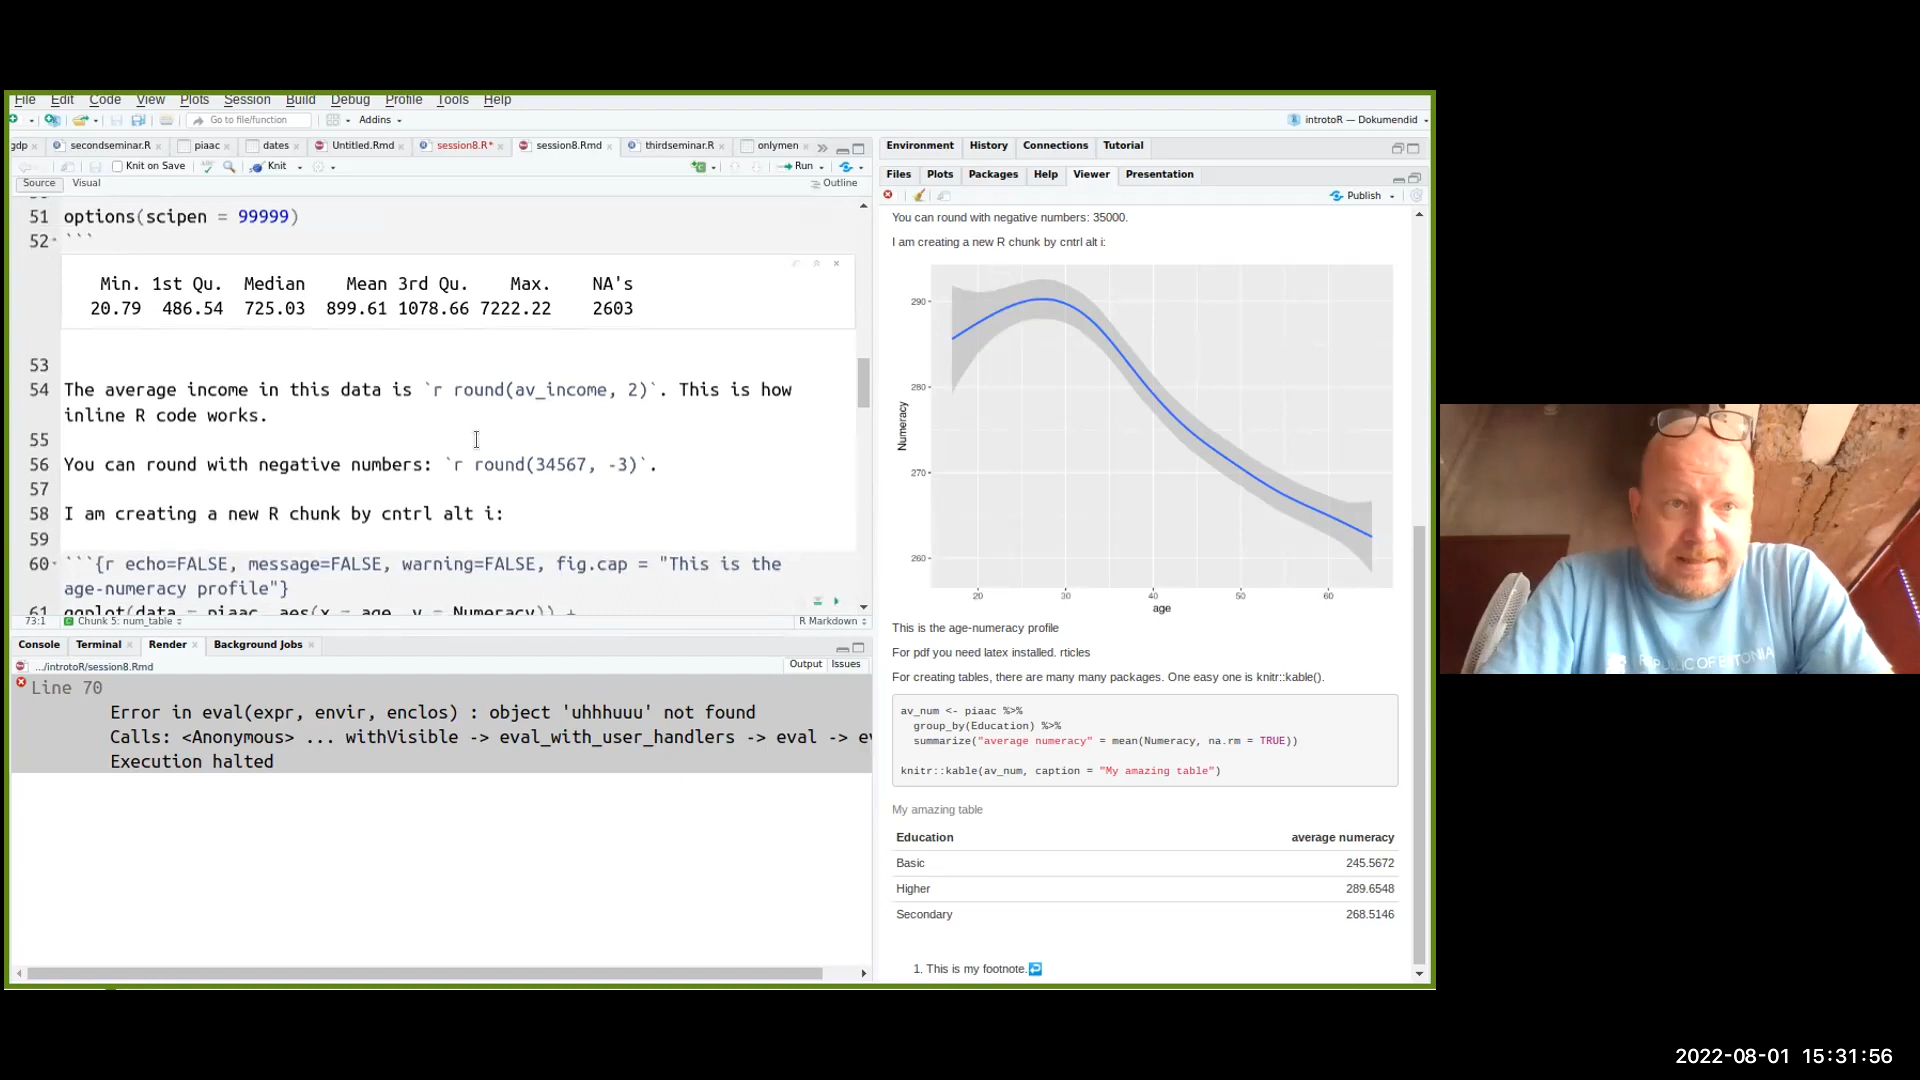 File Edit Code View Plots Session Build Debug Profile Tools Help
Go to file/function Addins introtoR — Dokumendid
gdp secondseminar.R piaac dates Untitled.Rmd session8.R* session8.Rmd thirdseminar.R onlymen
Knit on Save Knit Run
Source Visual Outline
51 options(scipen = 99999)
52 ```
Min. 1st Qu. Median Mean 3rd Qu. Max. NA's
20.79 486.54 725.03 899.61 1078.66 7222.22 2603
53
54 The average income in this data is `r round(av_income, 2)`. This is how
inline R code works.
55
56 You can round with negative numbers: `r round(34567, -3)`.
57
58 I am creating a new R chunk by cntrl alt i:
59
60 ```{r echo=FALSE, message=FALSE, warning=FALSE, fig.cap = "This is the
age-numeracy profile"}
61 ggplot(data = piaac, aes(x = age, y = Numeracy)) +
73:1 Chunk 5: num_table R Markdown
Console Terminal Render Background Jobs
.../introtoR/session8.Rmd Output Issues
Line 70
Error in eval(expr, envir, enclos) : object 'uhhhuuu' not found
Calls: <Anonymous> ... withVisible -> eval_with_user_handlers -> eval -> ev
Execution halted
Environment History Connections Tutorial
Files Plots Packages Help Viewer Presentation
Publish
You can round with negative numbers: 35000.
I am creating a new R chunk by cntrl alt i:
290
280
270
260
Numeracy
20 30 40 50 60
age
This is the age-numeracy profile
For pdf you need latex installed. rticles
For creating tables, there are many many packages. One easy one is knitr::kable().
av_num <- piaac %>%
group_by(Education) %>%
summarize("average numeracy" = mean(Numeracy, na.rm = TRUE))
knitr::kable(av_num, caption = "My amazing table")
My amazing table
Education average numeracy
Basic 245.5672
Higher 289.6548
Secondary 268.5146
1. This is my footnote.
REPUBLIC OF ESTONIA
2022-08-01 15:31:56